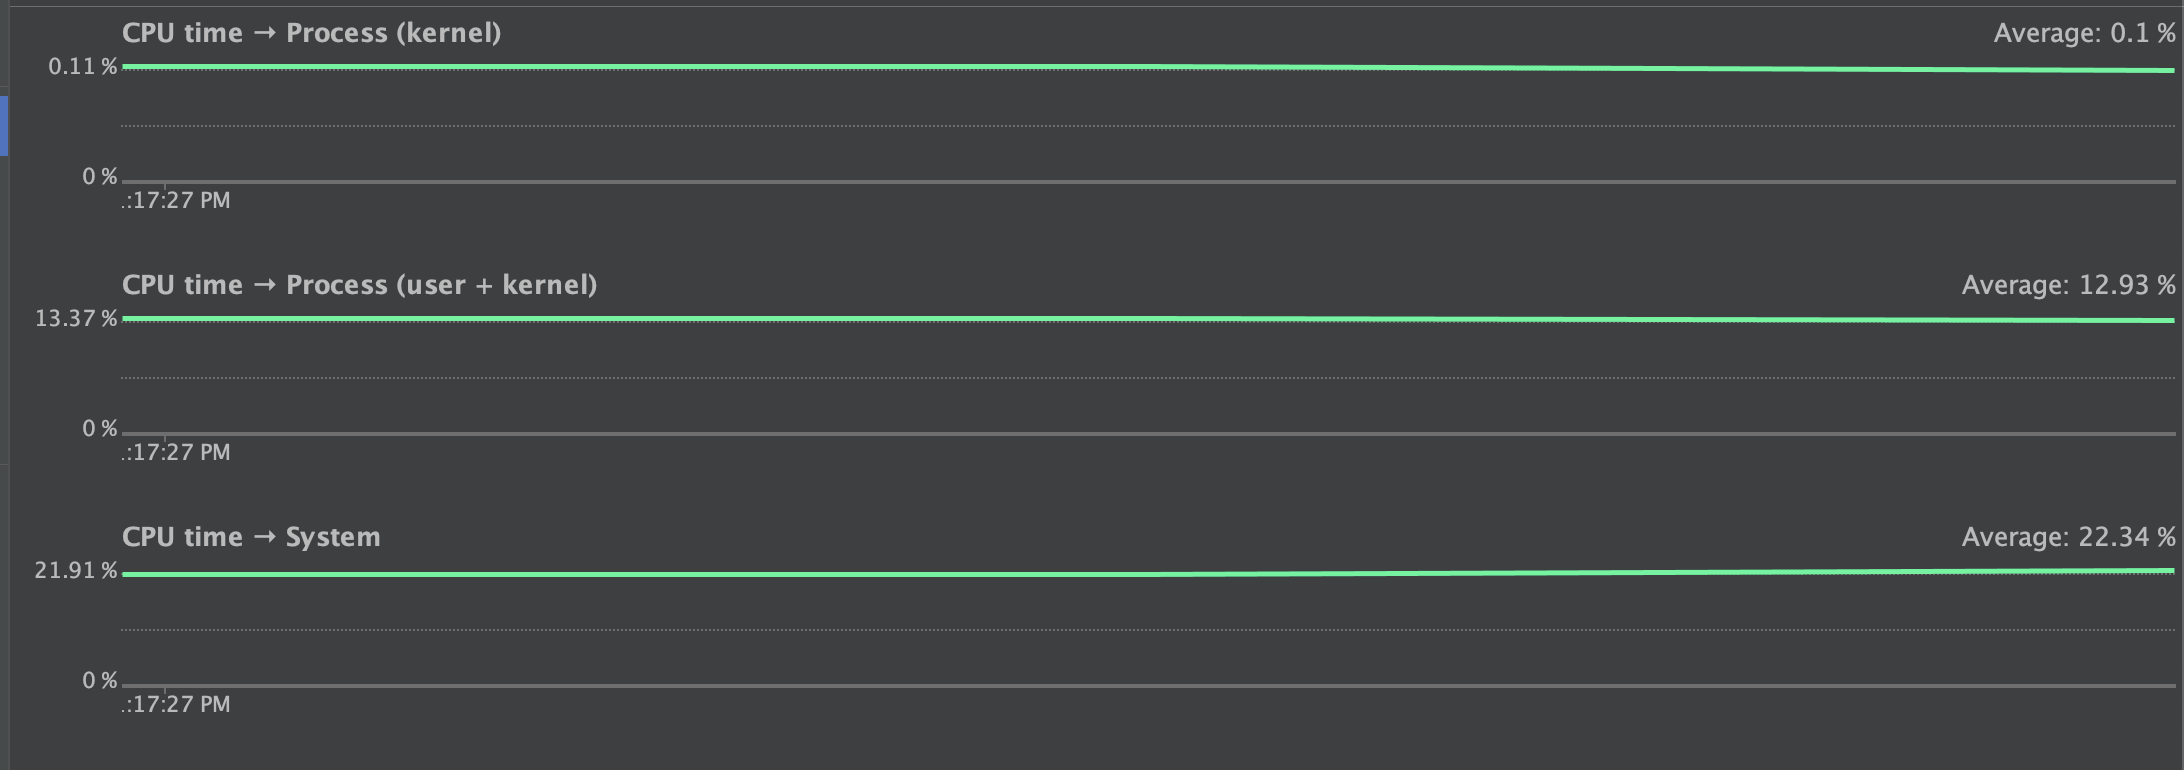 CPU time → Process (kernel) Average: 0.1 %
0.11 %
0 %
.:17:27 PM
CPU time → Process (user + kernel) Average: 12.93 %
13.37 %
0 %
.:17:27 PM
CPU time → System Average: 22.34 %
21.91 %
0 %
.:17:27 PM